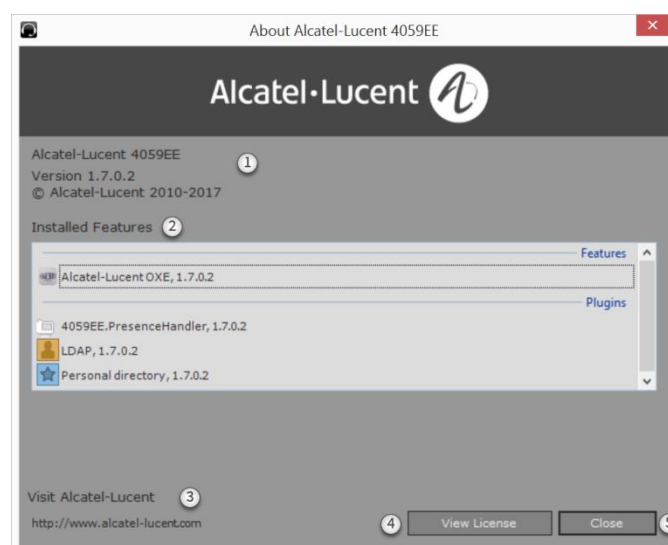 About Alcatel-Lucent 4059EE
Alcatel·Lucent
Alcatel-Lucent 4059EE
1
Version 1.7.0.2
© Alcatel-Lucent 2010-2017
Installed Features 2
Features
Alcatel-Lucent OXE, 1.7.0.2
Plugins
4059EE.PresenceHandler, 1.7.0.2
LDAP, 1.7.0.2
Personal directory, 1.7.0.2
Visit Alcatel-Lucent 3
http://www.alcatel-lucent.com 4 View License Close 5